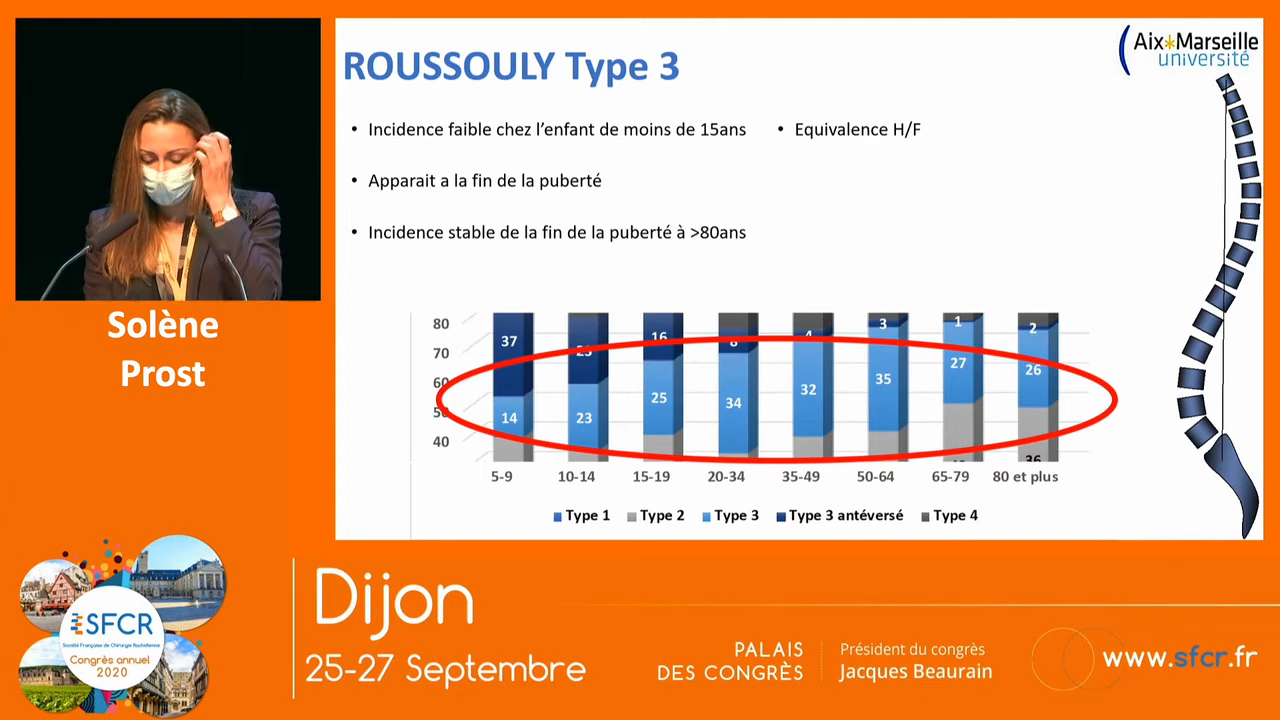 Solène
Prost
ROUSSOULY Type 3
Aix*Marseille
université
• Incidence faible chez l'enfant de moins de 15ans
• Apparait a la fin de la puberté
• Incidence stable de la fin de la puberté à >80ans
• Equivalence H/F
80
70
60
50
40
37
14
23
16
25
8
34
4
32
3
35
1
27
2
26
36
5-9
10-14
15-19
20-34
35-49
50-64
65-79
80 et plus
Type 1
Type 2
Type 3
Type 3 antéversé
Type 4
SFCR
Société Française de Chirurgie Rachidienne
Congrès annuel
2020
Dijon
25-27 Septembre
PALAIS
DES CONGRÈS
Président du congrès
Jacques Beaurain
www.sfcr.fr